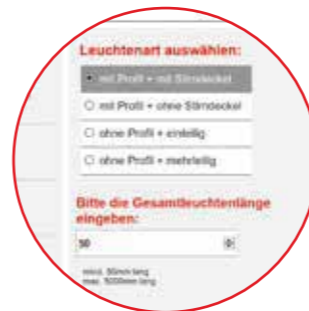 Leuchtenart auswählen:
mit Profil + mit Stirndeckel
mit Profil + ohne Stirndeckel
ohne Profil + einteilig
ohne Profil + mehrteilig
Bitte die Gesamtleuchtenlänge
eingeben:
50
mind. 50mm lang
max. 5000mm lang